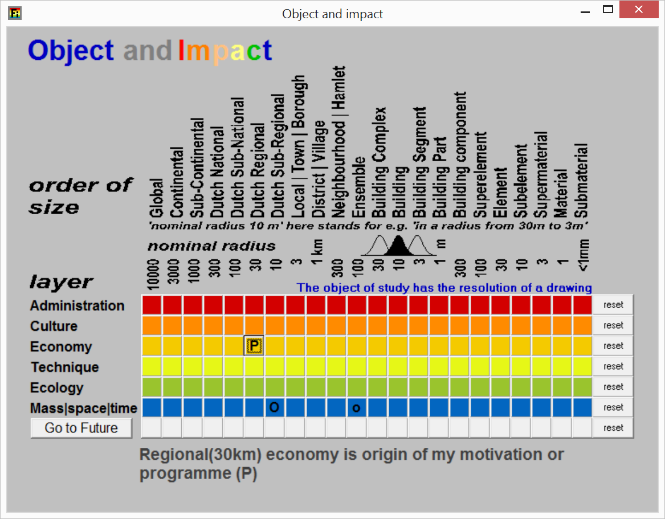 Object and impact
Object and Impact
order of
size
Global
Continental
Sub-Continental
Dutch National
Dutch Sub-National
Dutch Regional
Dutch Sub-Regional
Local | Town | Borough
District | Village
Neighbourhood | Hamlet
Ensemble
Building Complex
Building
Building Segment
Building Part
Building component
Superelement
Element
Subelement
Supermaterial
Material
Submaterial
'nominal radius 10 m' here stands for e.g. 'in a radius from 30m to 3m'
nominal radius
10000 3000 1000 300 100 30 10 3 1 km 300 100 30 10 3 1 m 300 100 30 10 3 1 <1mm
layer
The object of study has the resolution of a drawing
Administration reset
Culture reset
Economy P reset
Technique reset
Ecology reset
Mass|space|time O o reset
Go to Future reset
Regional(30km) economy is origin of my motivation or
programme (P)